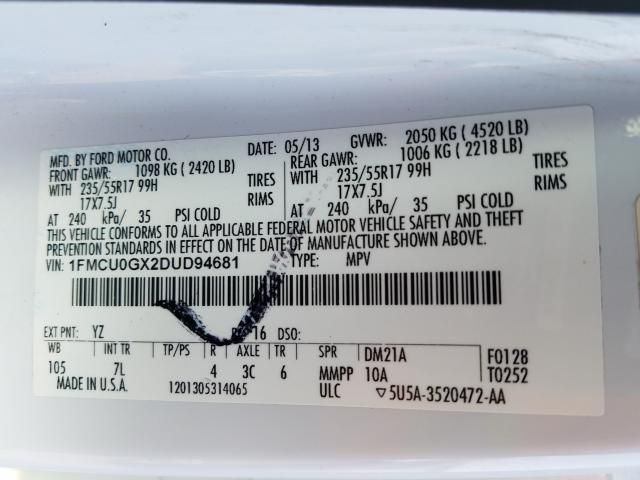 MFD. BY FORD MOTOR CO. DATE: 05/13 GVWR: 2050 KG ( 4520 LB)
FRONT GAWR: 1098 KG ( 2420 LB) REAR GAWR: 1006 KG ( 2218 LB)
WITH 235/55R17 99H TIRES WITH 235/55R17 99H TIRES
17X7.5J RIMS 17X7.5J RIMS
AT 240 kPa/ 35 PSI COLD AT 240 kPa/ 35 PSI COLD
THIS VEHICLE CONFORMS TO ALL APPLICABLE FEDERAL MOTOR VEHICLE SAFETY AND THEFT
PREVENTION STANDARDS IN EFFECT ON THE DATE OF MANUFACTURE SHOWN ABOVE.
VIN: 1FMCU0GX2DUD94681 TYPE: MPV
EXT PNT: YZ 16 DSO:
WB INT TR TP/PS R AXLE TR SPR DM21A F0128
105 7L 4 3C 6 MMPP 10A T0252
MADE IN U.S.A. 1201305314065 ULC ▽5U5A-3520472-AA